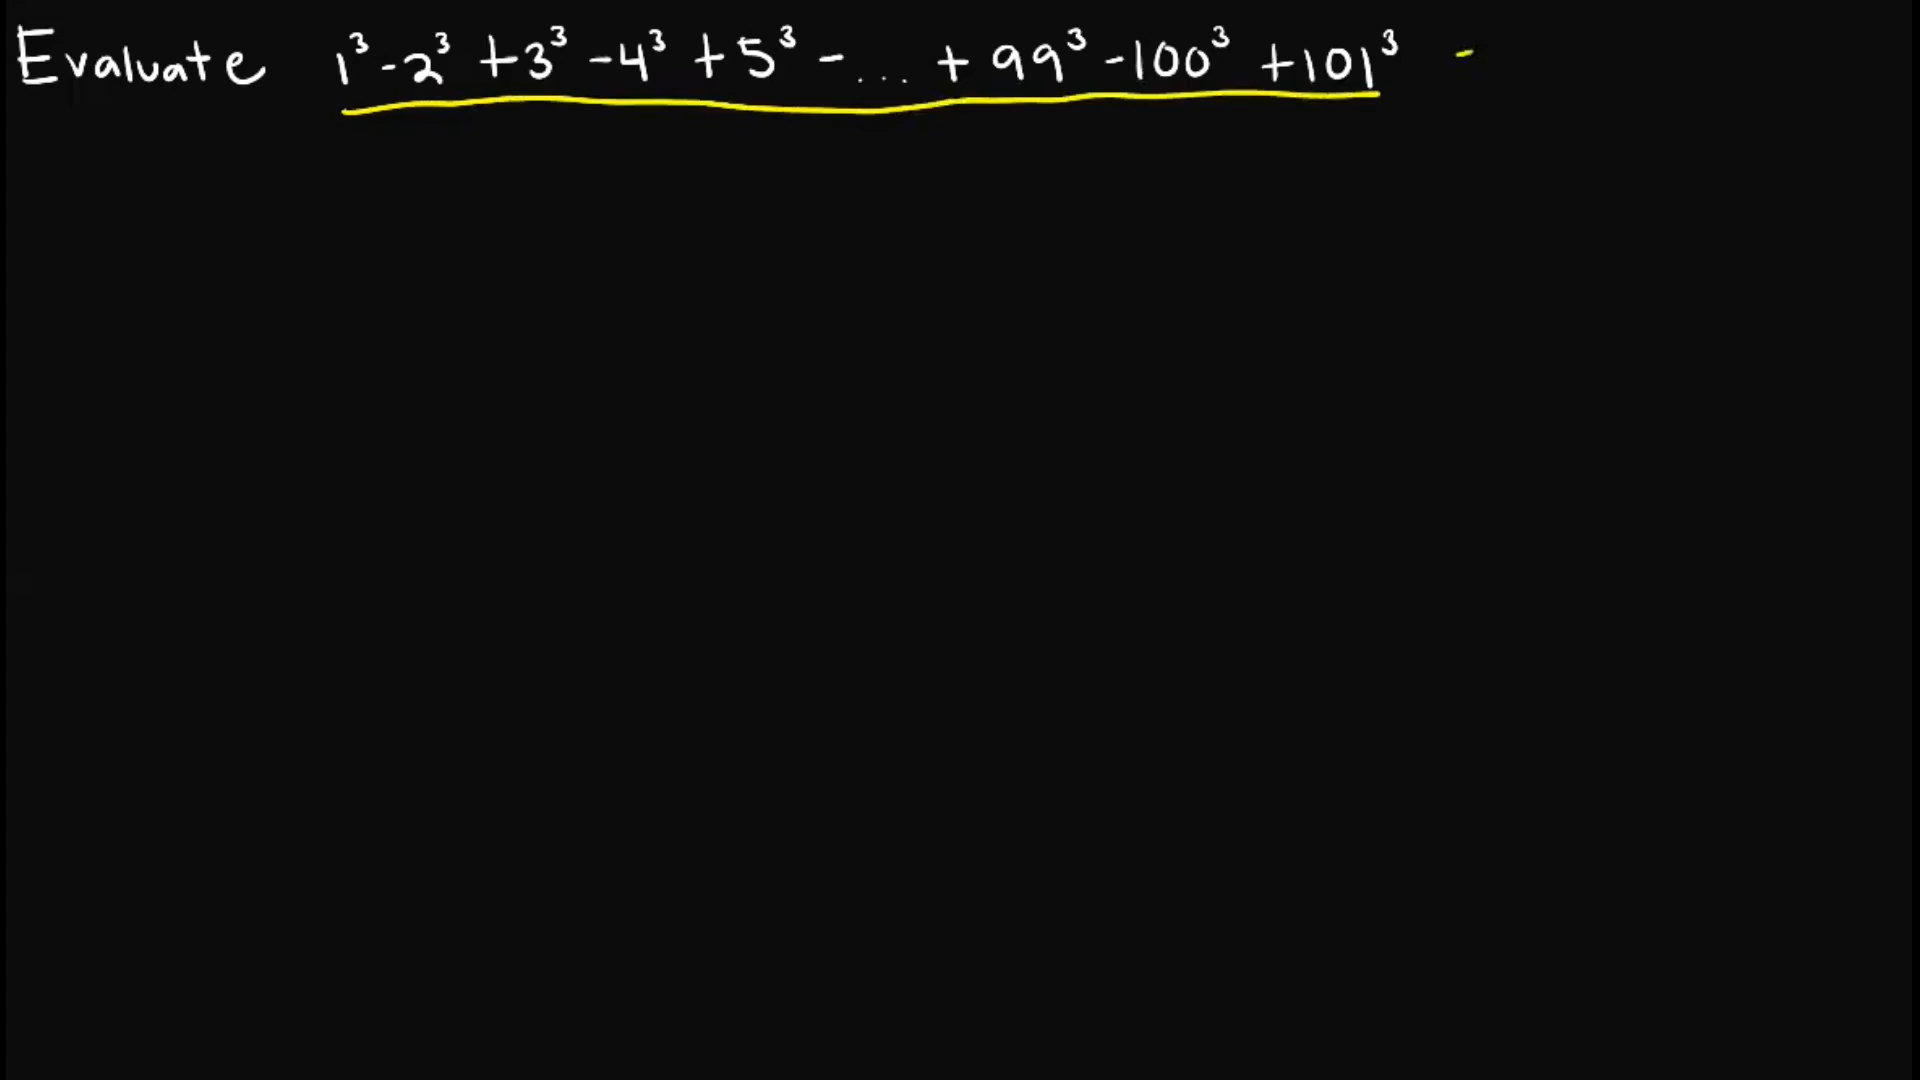 Evaluate 1³ - 2³ + 3³ - 4³ + 5³ - ... + 99³ - 100³ + 101³ -